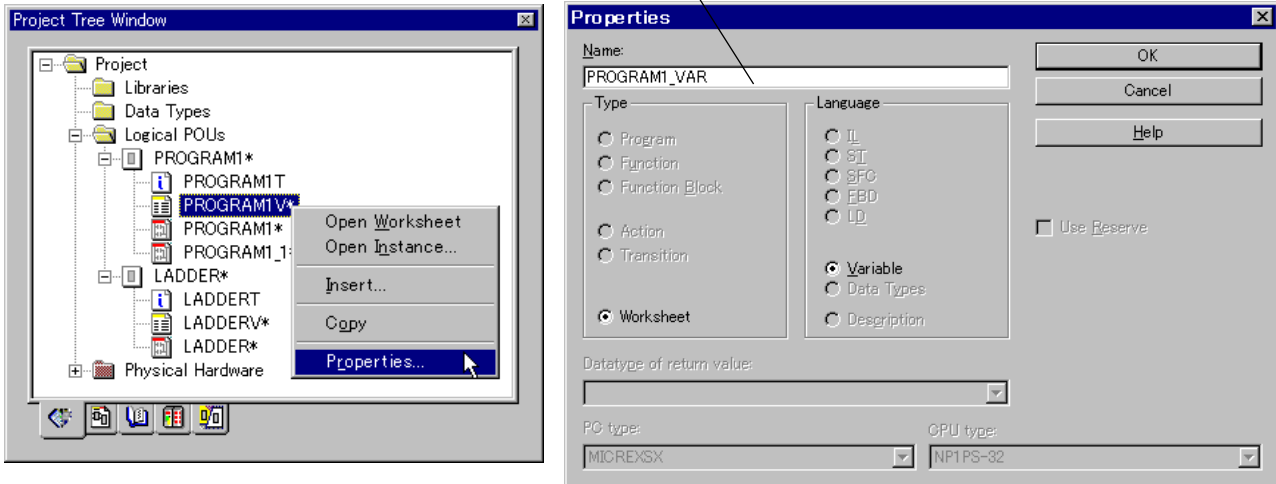 Project Tree Window
Project
Libraries
Data Types
Logical POUs
PROGRAM1*
PROGRAM1T
PROGRAM1V*
PROGRAM1*
PROGRAM1_1*
LADDER*
LADDERT
LADDERV*
LADDER*
Physical Hardware
Open Worksheet
Open Instance...
Insert...
Copy
Properties...
Properties
Name:
PROGRAM1_VAR
Type
Program
Function
Function Block
Action
Transition
Worksheet
Language
IL
ST
SFC
FBD
LD
Variable
Data Types
Description
OK
Cancel
Help
Use Reserve
Datatype of return value:
PC type:
MICREXSX
CPU type:
NP1PS-32